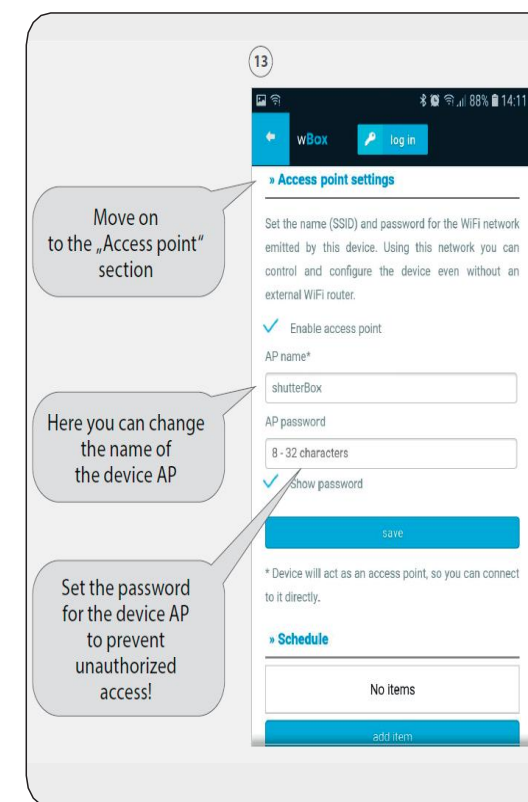 13
88% 14:11
wBox
log in
» Access point settings
Move on
to the „Access point“
section
Set the name (SSID) and password for the WiFi network
emitted by this device. Using this network you can
control and configure the device even without an
external WiFi router.
Enable access point
AP name*
shutterBox
Here you can change
the name of
the device AP
AP password
8 - 32 characters
Show password
save
Set the password
for the device AP
to prevent
unauthorized
access!
* Device will act as an access point, so you can connect
to it directly.
» Schedule
No items
add item